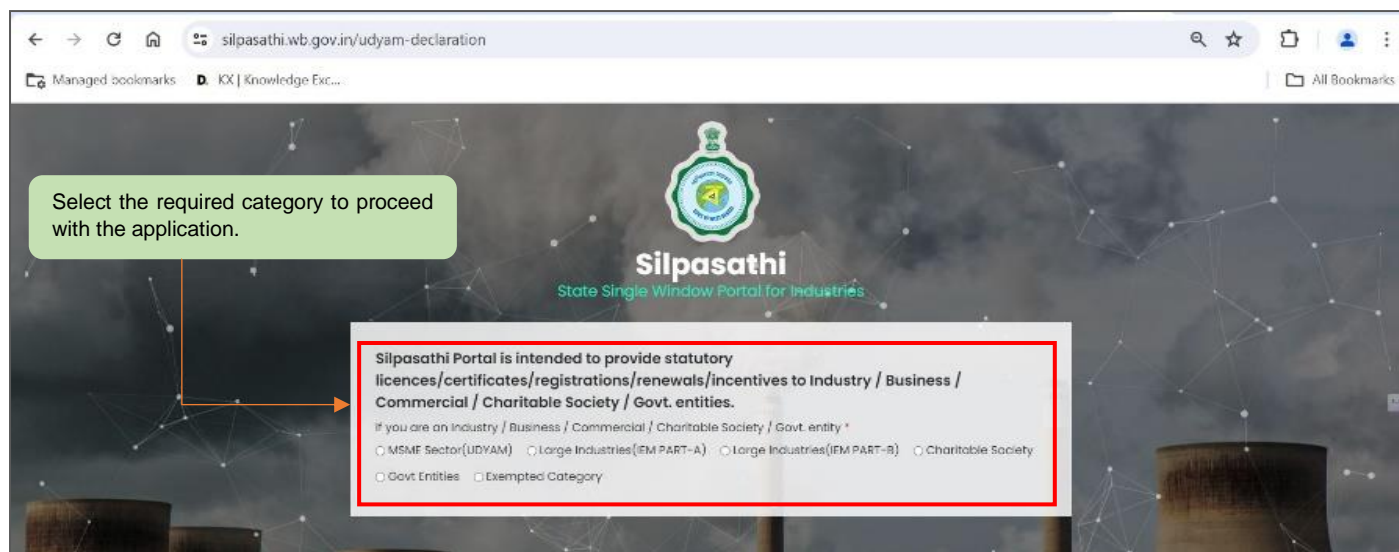 silpasathi.wb.gov.in/udyam-declaration
Managed bookmarks
D. KX | Knowledge Exc...
All Bookmarks
Select the required category to proceed
with the application.
Silpasathi
State Single Window Portal for Industries
Silpasathi Portal is intended to provide statutory
licences/certificates/registrations/renewals/incentives to Industry / Business /
Commercial / Charitable Society / Govt. entities.
If you are an Industry / Business / Commercial / Charitable Society / Govt. entity *
MSME Sector(UDYAM) Large Industries(IEM PART-A) Large Industries(IEM PART-B) Charitable Society
Govt Entities Exempted Category